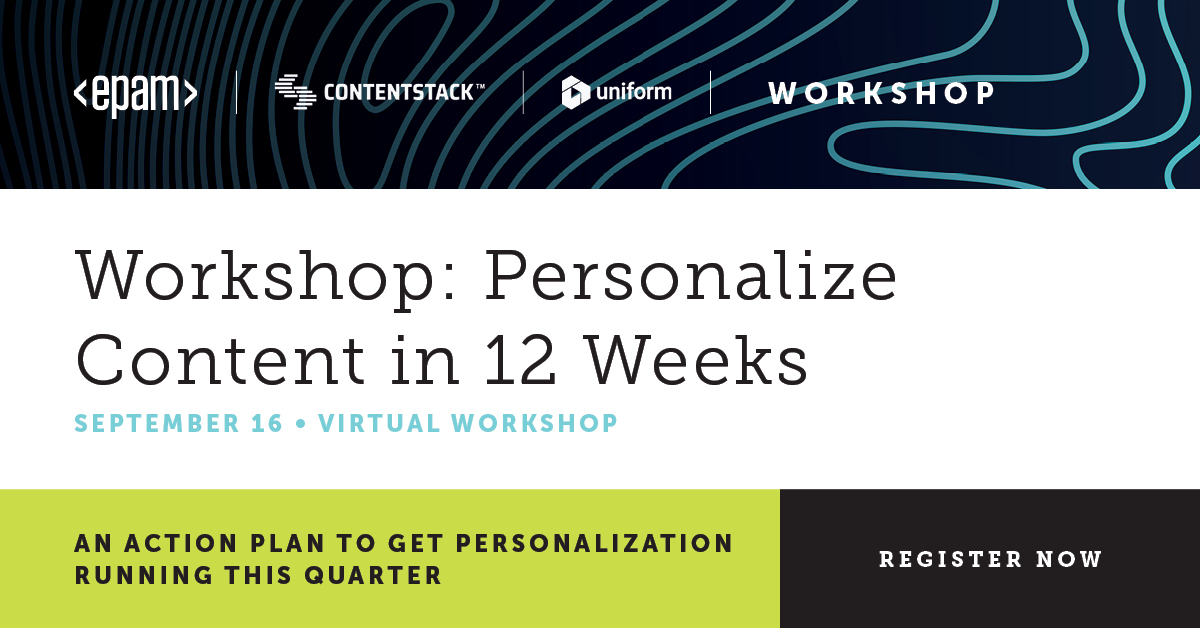 <epam> CONTENTSTACK™ uniform WORKSHOP
Workshop: Personalize
Content in 12 Weeks
SEPTEMBER 16 • VIRTUAL WORKSHOP
AN ACTION PLAN TO GET PERSONALIZATION
RUNNING THIS QUARTER
REGISTER NOW